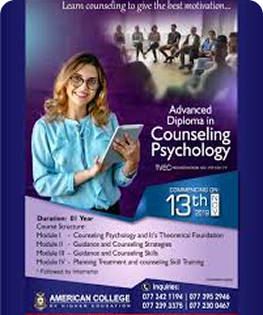 Learn counseling to give the best motivation...
Advanced
Diploma in
Counseling
Psychology
TVEC
COMMENCING ON
13th
2019
Duration: 01 Year
Course Structure:
Module I - Counseling Psychology and It's Theoretical Foundation
Module II - Guidance and Counseling Strategies
Module III - Guidance and Counseling Skills
Module IV - Planning Treatment and counseling Skill Training
* Followed by Internship
AMERICAN COLLEGE
OF HIGHER EDUCATION
Inquiries:
077 342 1194 | 077 395 2946
077 239 3375 | 077 230 0467